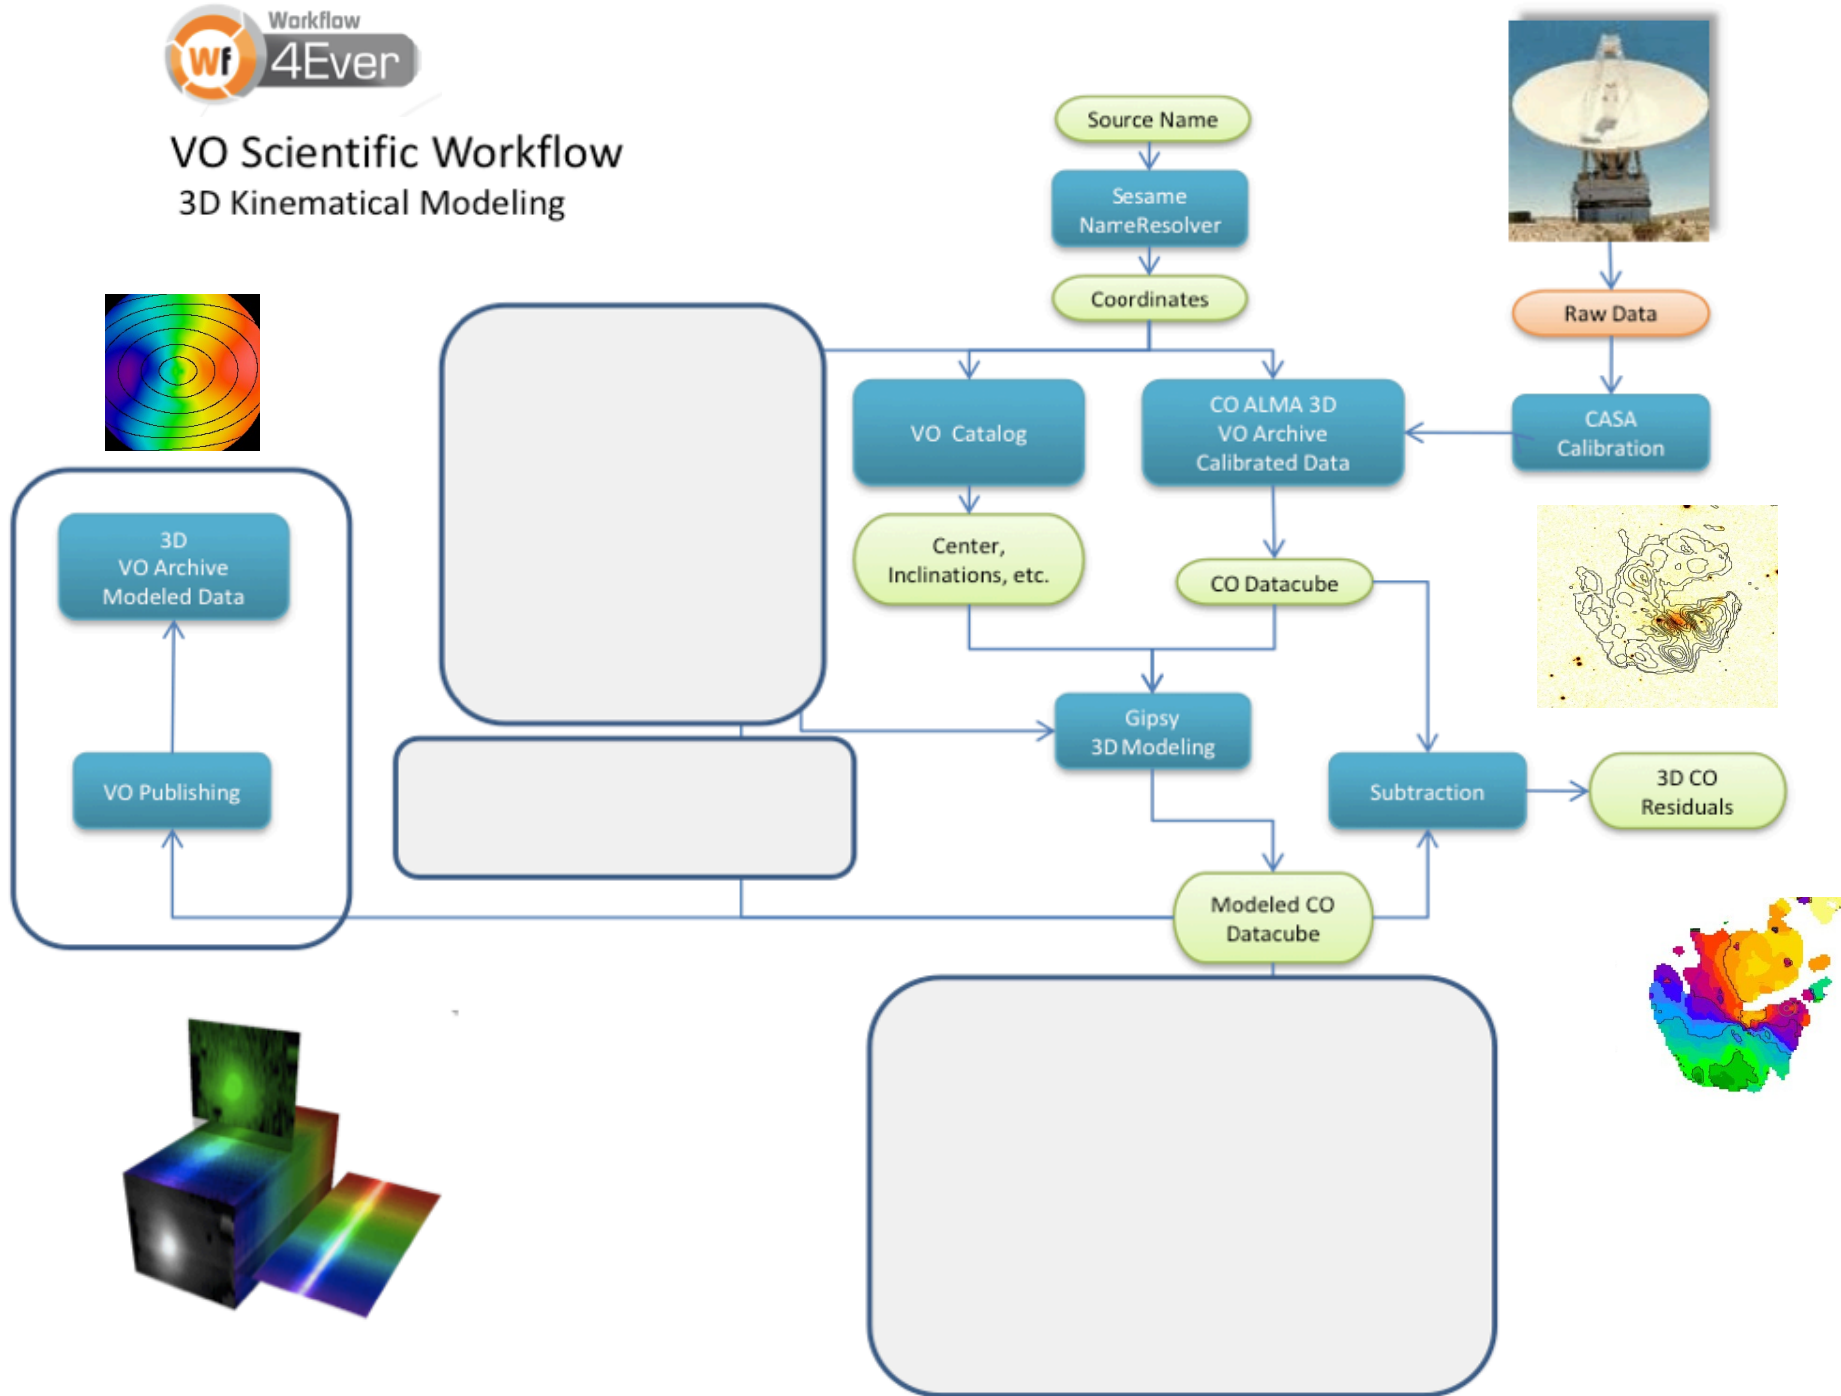 Workflow
Wf
4Ever
VO Scientific Workflow
3D Kinematical Modeling
Source Name
Sesame
NameResolver
Coordinates
Raw Data
VO Catalog
CO ALMA 3D
VO Archive
Calibrated Data
CASA
Calibration
3D
VO Archive
Modeled Data
Center,
Inclinations, etc.
CO Datacube
Gipsy
3D Modeling
VO Publishing
Subtraction
3D CO
Residuals
Modeled CO
Datacube